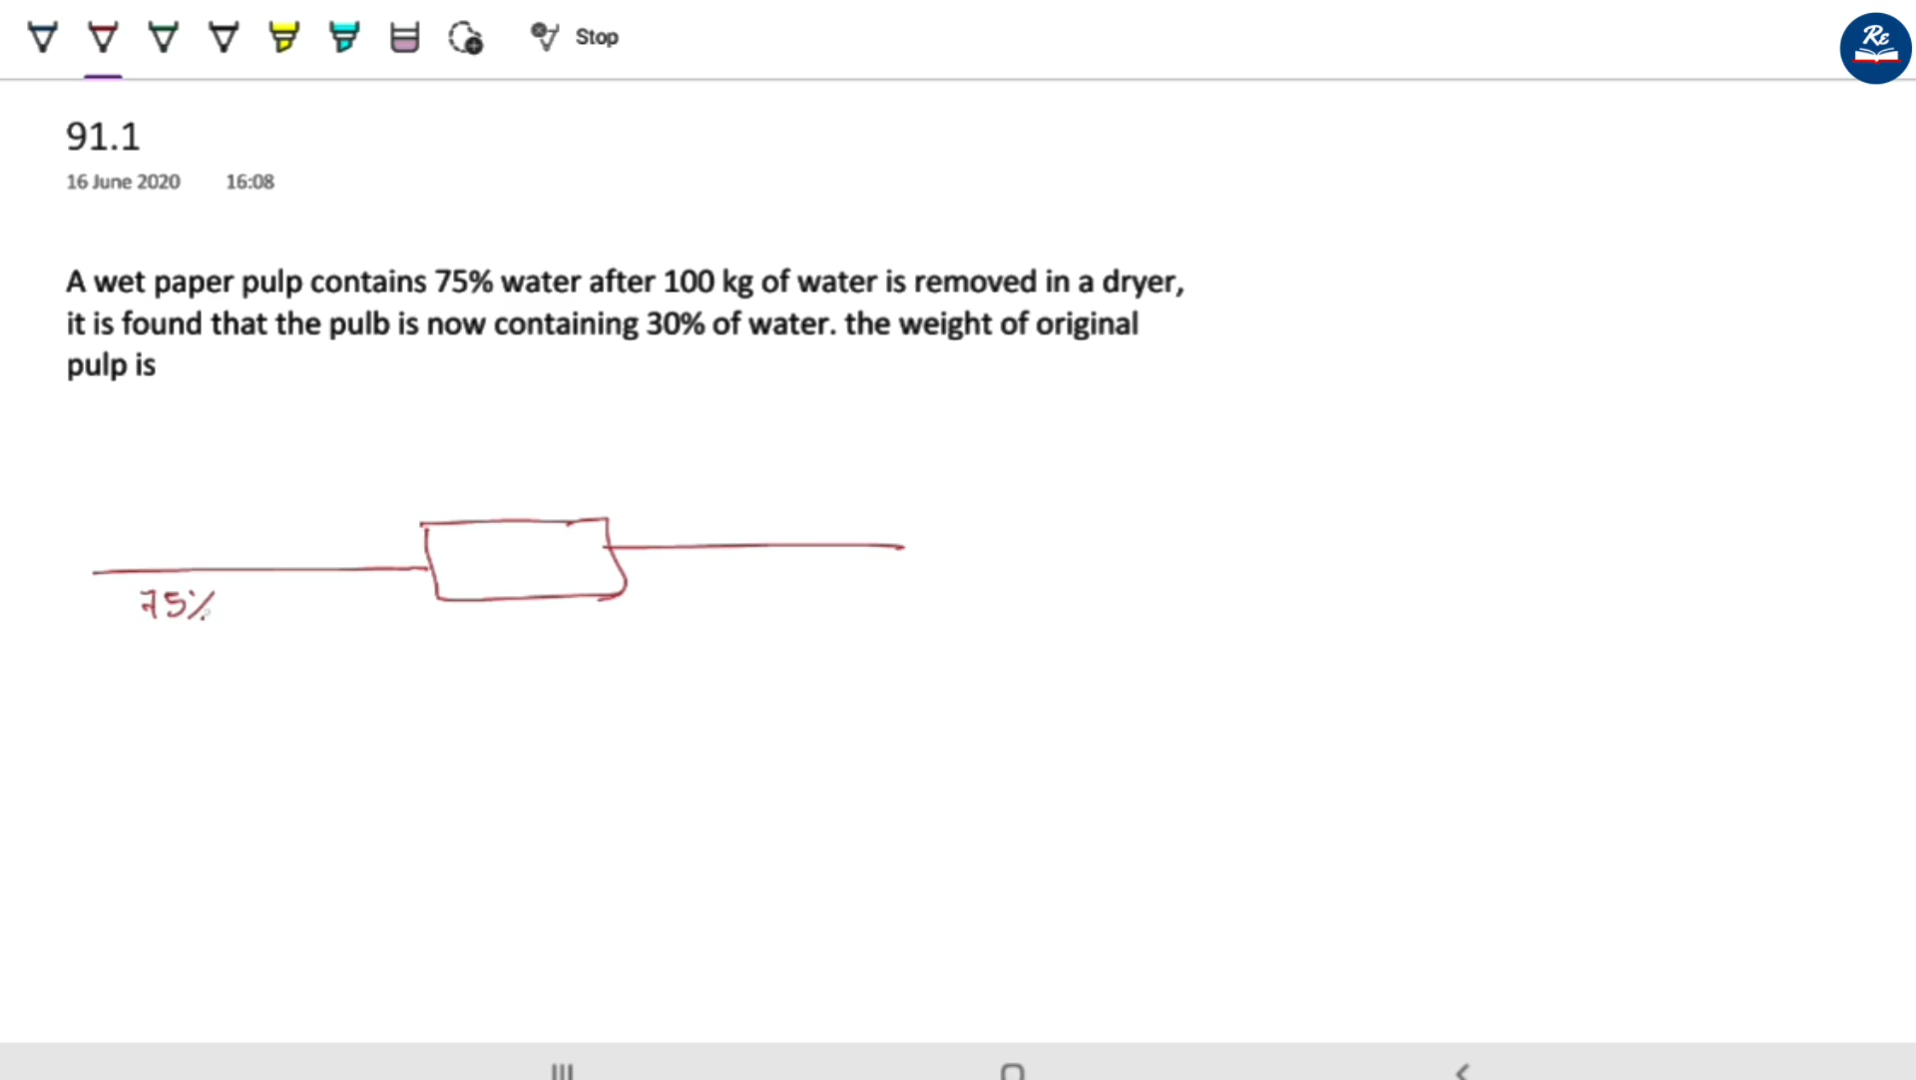 Stop
Rε
91.1
16 June 2020 16:08
A wet paper pulp contains 75% water after 100 kg of water is removed in a dryer,
it is found that the pulb is now containing 30% of water. the weight of original
pulp is
75%